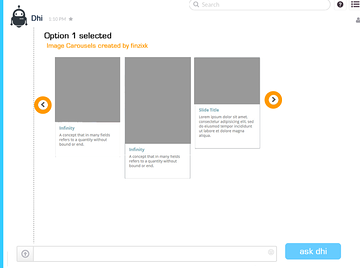 Search
Dhi 1:30 PM
Option 1 selected
Image Carousels created by firuixk
Infinity
A concept that in many fields
refers to a quantity without
bound or end.
Infinity
A concept that in many fields
refers to a quantity without
bound or end.
Slide Title
Lorem ipsum dolor sit amet,
consectetur adipiscing elit, sed
do eiusmod tempor incididunt
ut labore et dolore magna
aliqua.
ask dhi